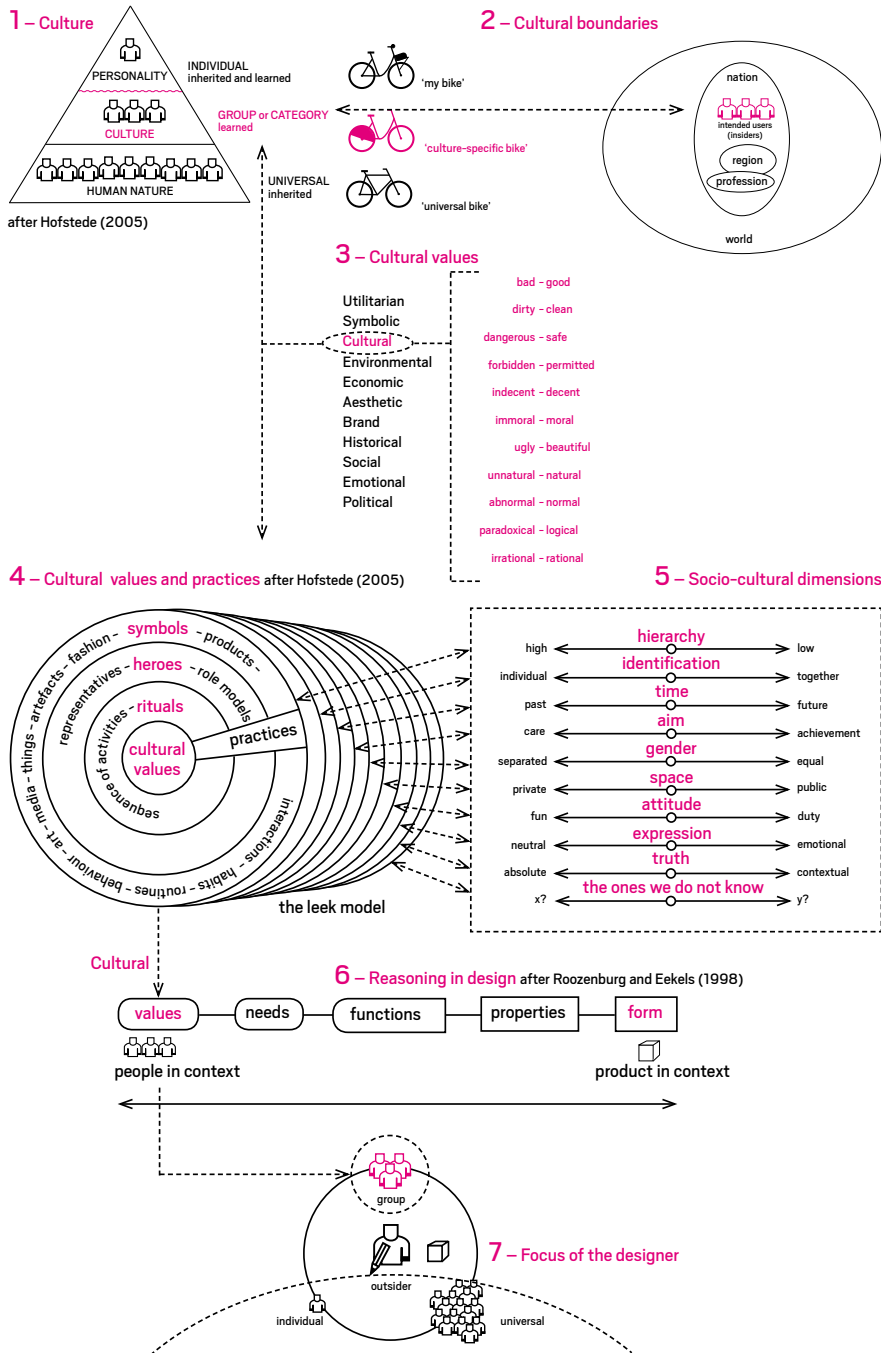 1 – Culture
PERSONALITY
CULTURE
HUMAN NATURE
INDIVIDUAL
inherited and learned
GROUP or CATEGORY
learned
UNIVERSAL
inherited
after Hofstede (2005)
'my bike'
'culture-specific bike'
'universal bike'
2 – Cultural boundaries
nation
intended users
(insiders)
region
profession
world
3 – Cultural values
Utilitarian
Symbolic
Cultural
Environmental
Economic
Aesthetic
Brand
Historical
Social
Emotional
Political
bad - good
dirty - clean
dangerous - safe
forbidden - permitted
indecent - decent
immoral - moral
ugly - beautiful
unnatural - natural
abnormal - normal
paradoxical - logical
irrational - rational
4 – Cultural values and practices after Hofstede (2005)
symbols
heroes
rituals
cultural
values
practices
behaviour - art - media - things - artefacts - fashion -
- products -
interactions - habits - routines -
representatives -
- role models
sequence of activities -
the leek model
5 – Socio-cultural dimensions
hierarchy
high low
identification
individual together
time
past future
aim
care achievement
gender
separated equal
space
private public
attitude
fun duty
expression
neutral emotional
truth
absolute contextual
the ones we do not know
x? y?
Cultural
6 – Reasoning in design after Roozenburg and Eekels (1998)
values needs functions properties form
people in context product in context
group
7 – Focus of the designer
outsider
individual universal